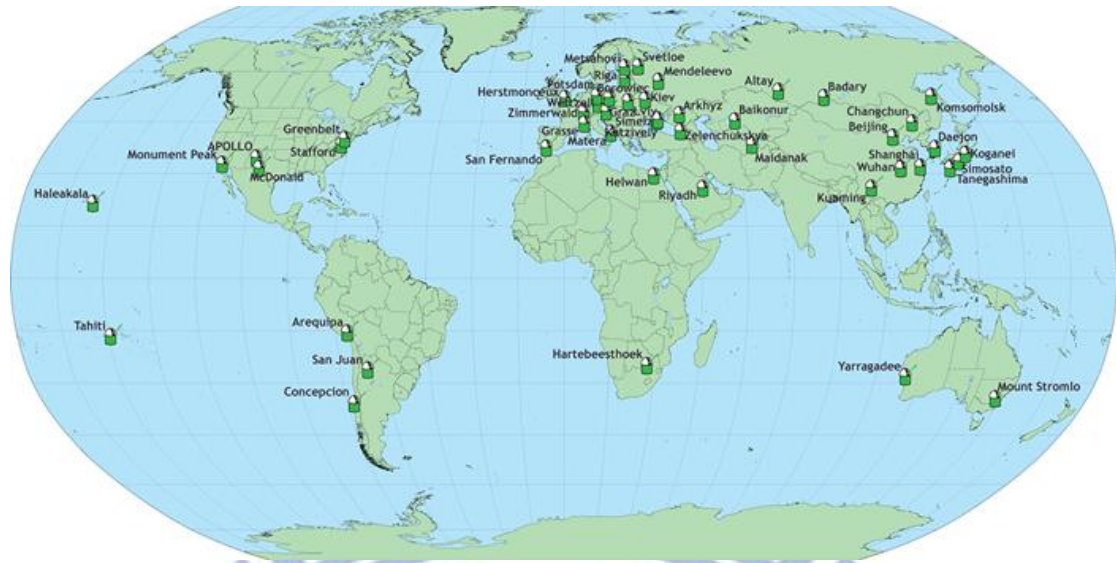 Metsahovi
Svetloe
Riga
Mendeleevo
Potsdam
Borowiec
Altay
Badary
Herstmonceux
Wettzell
Kiev
Komsomolsk
Zimmerwald
Graz
Lviv
Arkhyz
Baikonur
Changchun
Greenbelt
Simeiz
Beijing
Grasse
Katzively
Zelenchukskya
Daejon
Stafford
Matera
APOLLO
Monument Peak
San Fernando
Maidanak
Shanghai
Koganei
McDonald
Wuhan
Simosato
Helwan
Tanegashima
Haleakala
Riyadh
Kunming
Tahiti
Arequipa
San Juan
Hartebeesthoek
Yarragadee
Concepcion
Mount Stromlo